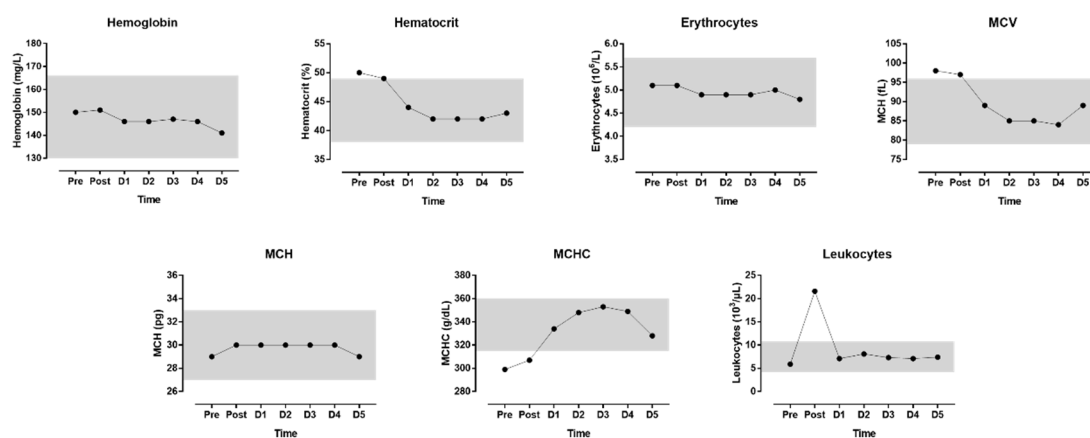 Hemoglobin
Hemoglobin (mg/L)
180
170
160
150
140
130
Pre Post D1 D2 D3 D4 D5
Time
Hematocrit
Hematocrit (%)
55
50
45
40
35
Pre Post D1 D2 D3 D4 D5
Time
Erythrocytes
Erythrocytes (10⁶/L)
6.0
5.5
5.0
4.5
4.0
3.5
Pre Post D1 D2 D3 D4 D5
Time
MCV
MCH (fL)
105
100
95
90
85
80
75
Pre Post D1 D2 D3 D4 D5
Time
MCH
MCH (pg)
36
34
32
30
28
26
Pre Post D1 D2 D3 D4 D5
Time
MCHC
MCHC (g/dL)
380
360
340
320
300
280
Pre Post D1 D2 D3 D4 D5
Time
Leukocytes
Leukocytes (10³/µL)
25
20
15
10
5
0
Pre Post D1 D2 D3 D4 D5
Time